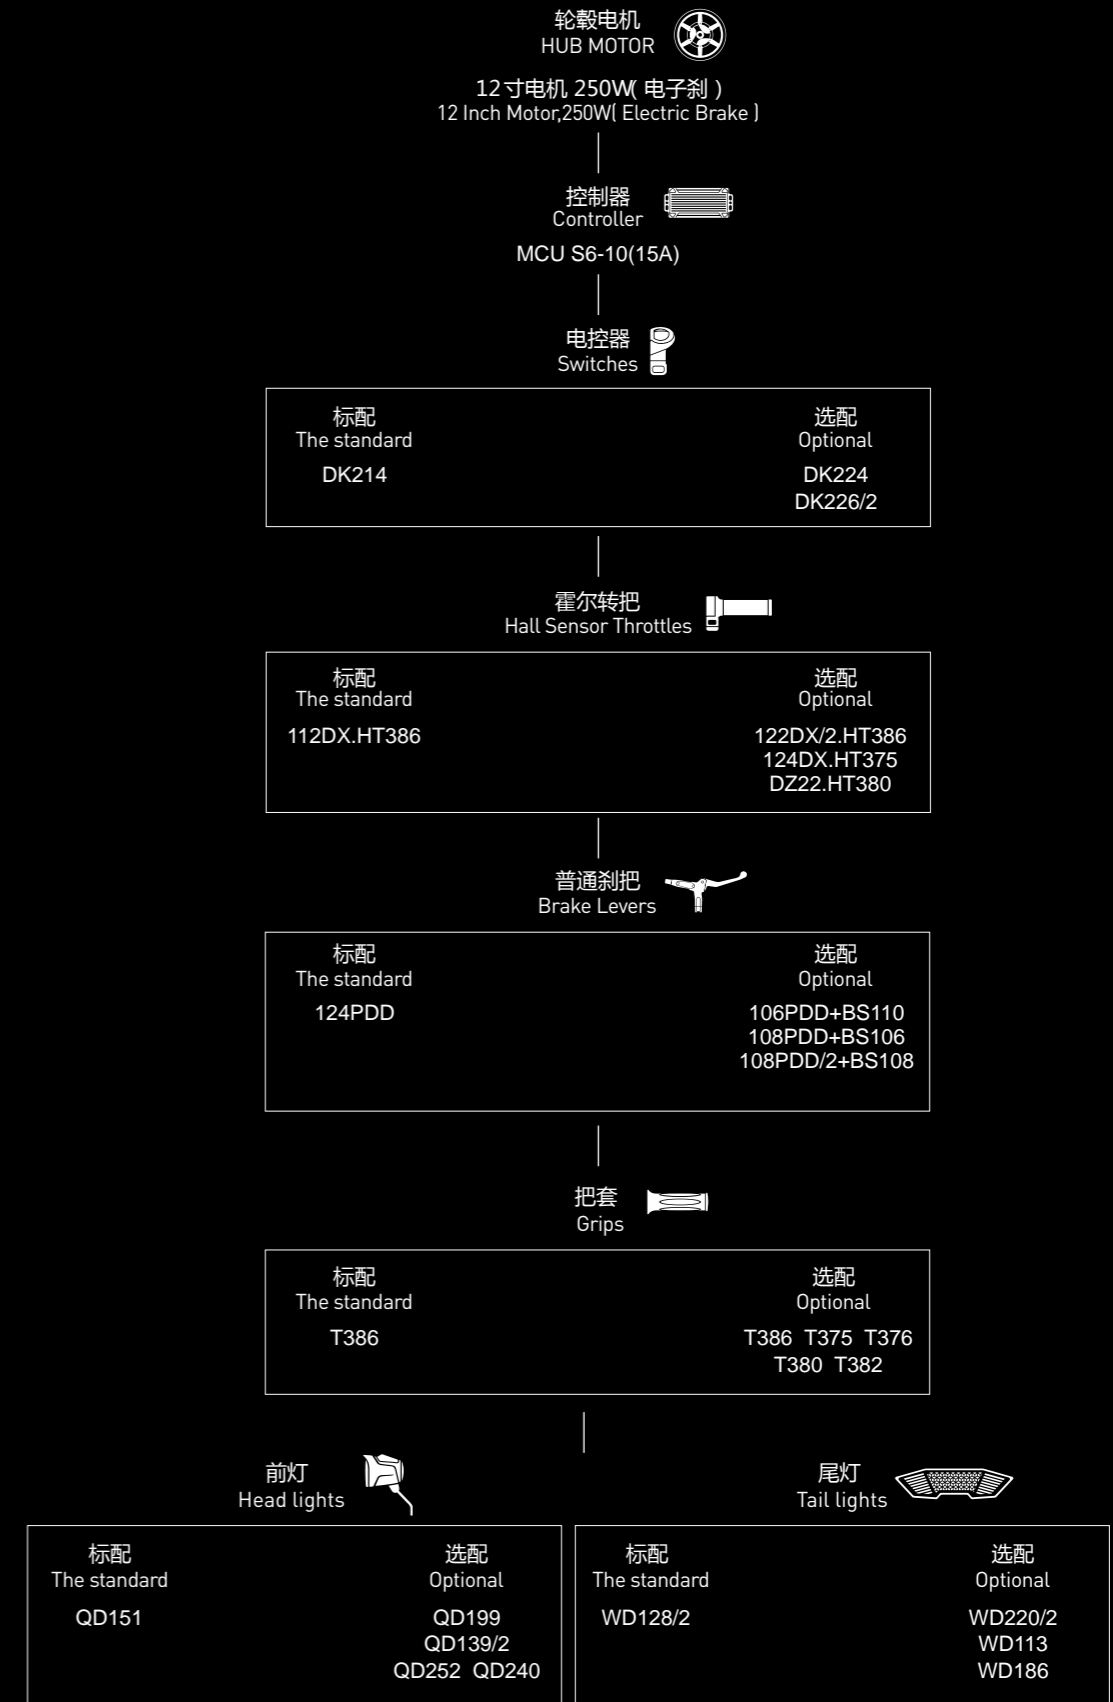 轮毂电机
HUB MOTOR
12寸电机 250W( 电子刹 )
12 Inch Motor,250W( Electric Brake )
控制器
Controller
MCU S6-10(15A)
电控器
Switches
标配
The standard
DK214
选配
Optional
DK224
DK226/2
霍尔转把
Hall Sensor Throttles
标配
The standard
112DX.HT386
选配
Optional
122DX/2.HT386
124DX.HT375
DZ22.HT380
普通刹把
Brake Levers
标配
The standard
124PDD
选配
Optional
106PDD+BS110
108PDD+BS106
108PDD/2+BS108
把套
Grips
标配
The standard
T386
选配
Optional
T386 T375 T376
T380 T382
前灯
Head lights
标配
The standard
QD151
选配
Optional
QD199
QD139/2
QD252 QD240
尾灯
Tail lights
标配
The standard
WD128/2
选配
Optional
WD220/2
WD113
WD186